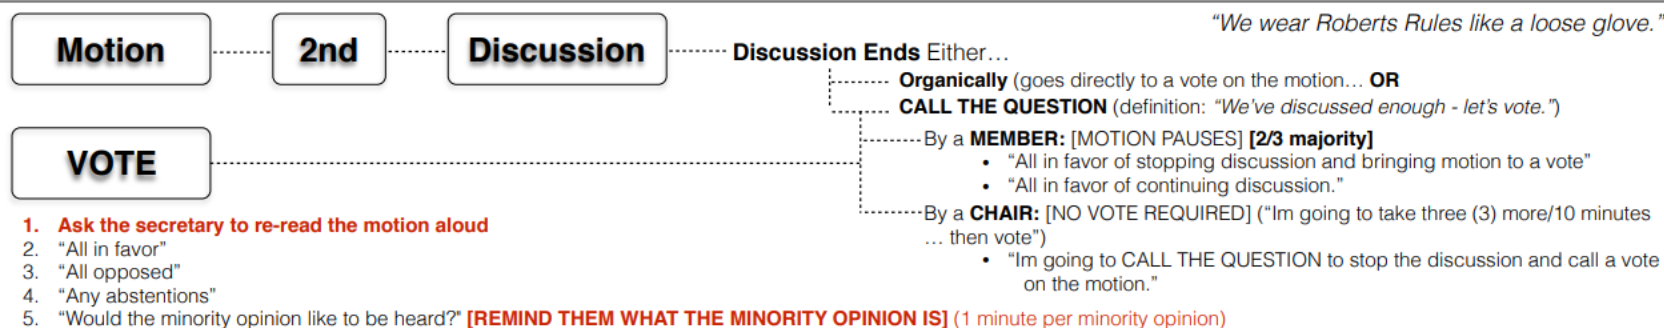 “We wear Roberts Rules like a loose glove.”
Motion
2nd
Discussion
Discussion Ends Either…
Organically (goes directly to a vote on the motion… OR
CALL THE QUESTION (definition: “We’ve discussed enough - let’s vote.”)
By a MEMBER: [MOTION PAUSES] [2/3 majority]
• “All in favor of stopping discussion and bringing motion to a vote”
• “All in favor of continuing discussion.”
By a CHAIR: [NO VOTE REQUIRED] (“Im going to take three (3) more/10 minutes
… then vote”)
• “Im going to CALL THE QUESTION to stop the discussion and call a vote
on the motion.”
VOTE
1. Ask the secretary to re-read the motion aloud
2. “All in favor”
3. “All opposed”
4. “Any abstentions”
5. “Would the minority opinion like to be heard?" [REMIND THEM WHAT THE MINORITY OPINION IS] (1 minute per minority opinion)